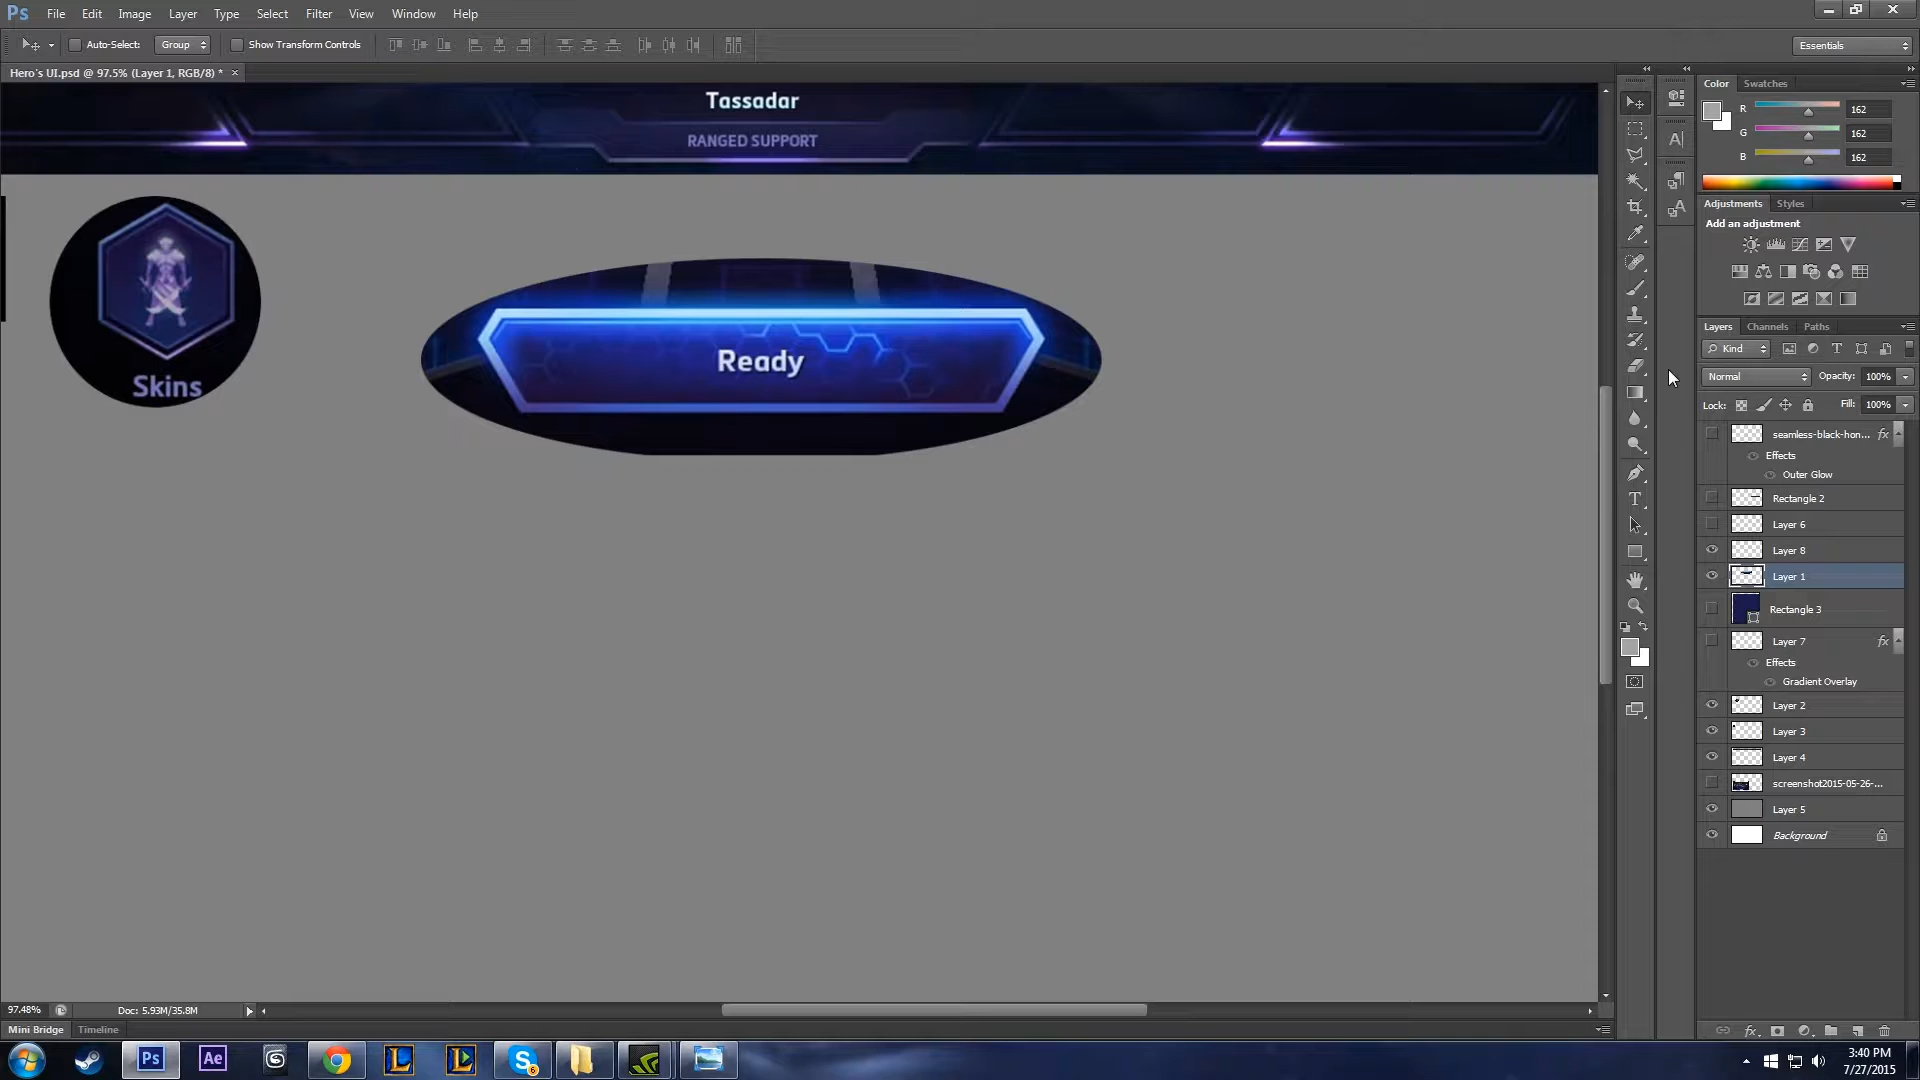 Ps File Edit Image Layer Type Select Filter View Window Help
Auto-Select: Group Show Transform Controls Essentials
Hero's UI.psd @ 97.5% (Layer 1, RGB/8) *
Tassadar
RANGED SUPPORT
Skins
Ready
Color Swatches
R 162
G 162
B 162
Adjustments Styles
Add an adjustment
Layers Channels Paths
Kind
Normal Opacity: 100%
Lock: Fill: 100%
seamless-black-hon... fx
Effects
Outer Glow
Rectangle 2
Layer 6
Layer 8
Layer 1
Rectangle 3
Layer 7 fx
Effects
Gradient Overlay
Layer 2
Layer 3
Layer 4
screenshot2015-05-26-...
Layer 5
Background
97.48% Doc: 5.93M/35.8M
Mini Bridge Timeline
Ps Ae
3:40 PM
7/27/2015